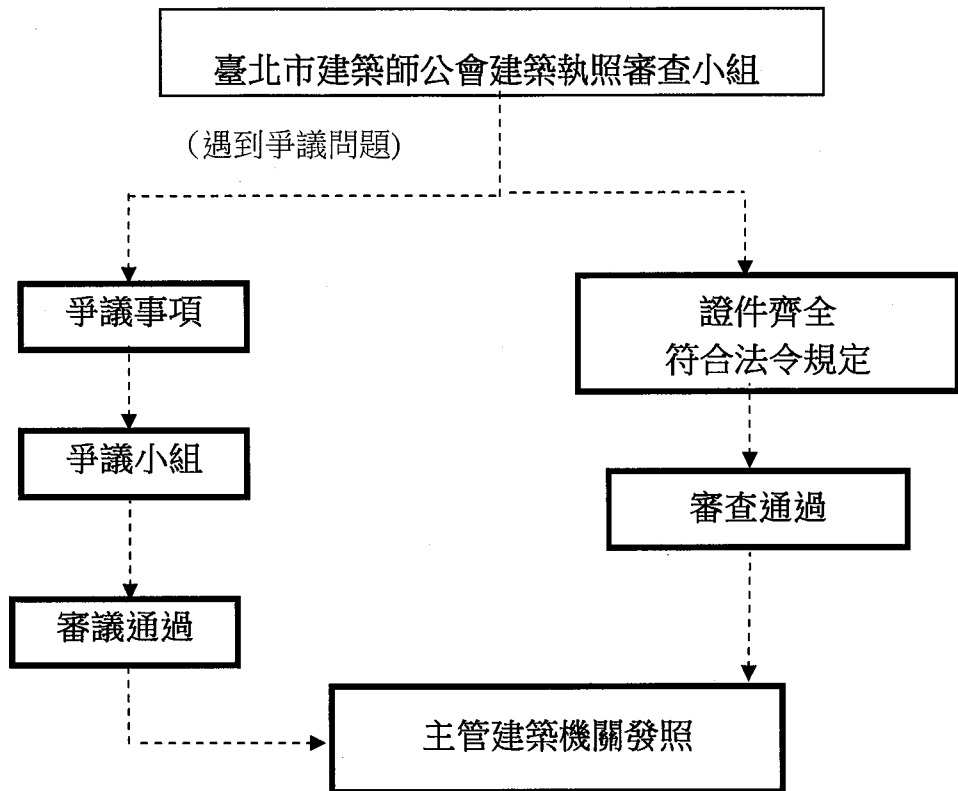 臺北市建築師公會建築執照審查小組
（遇到爭議問題)
爭議事項
爭議小組
審議通過
證件齊全
符合法令規定
審查通過
主管建築機關發照